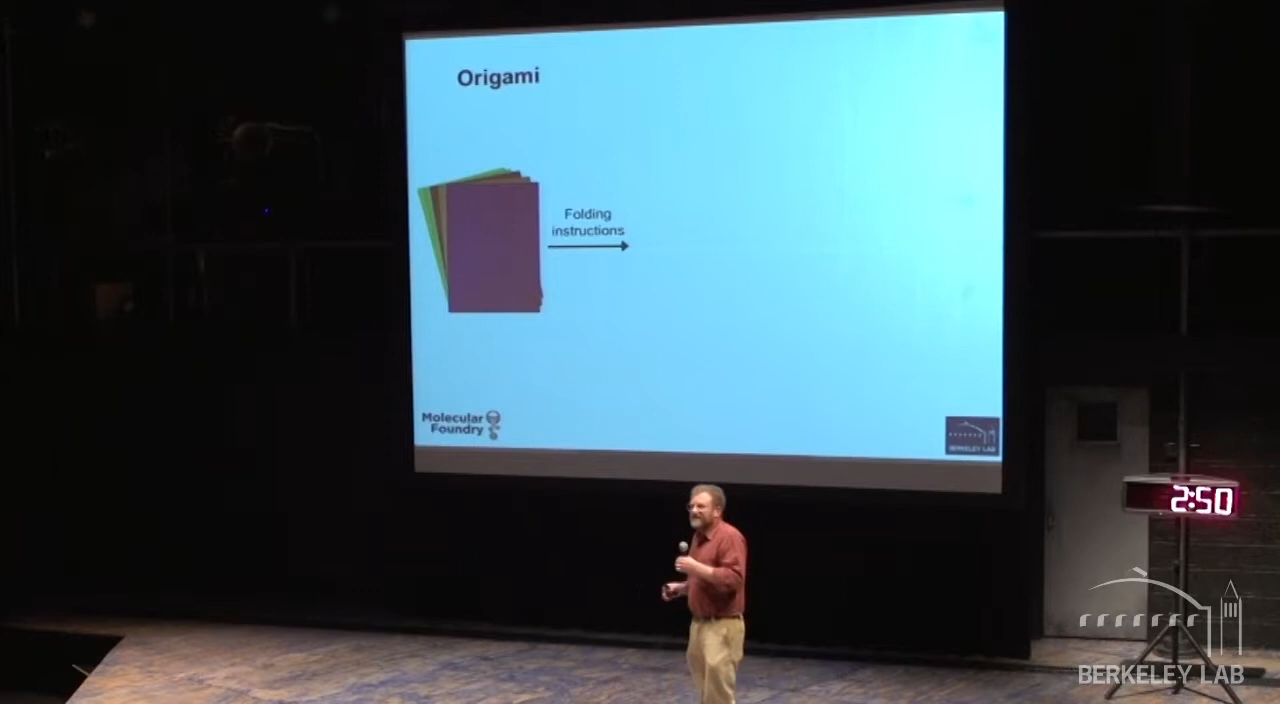 Origami
Folding
instructions
Molecular
Foundry
BERKELEY LAB
2:50
BERKELEY LAB